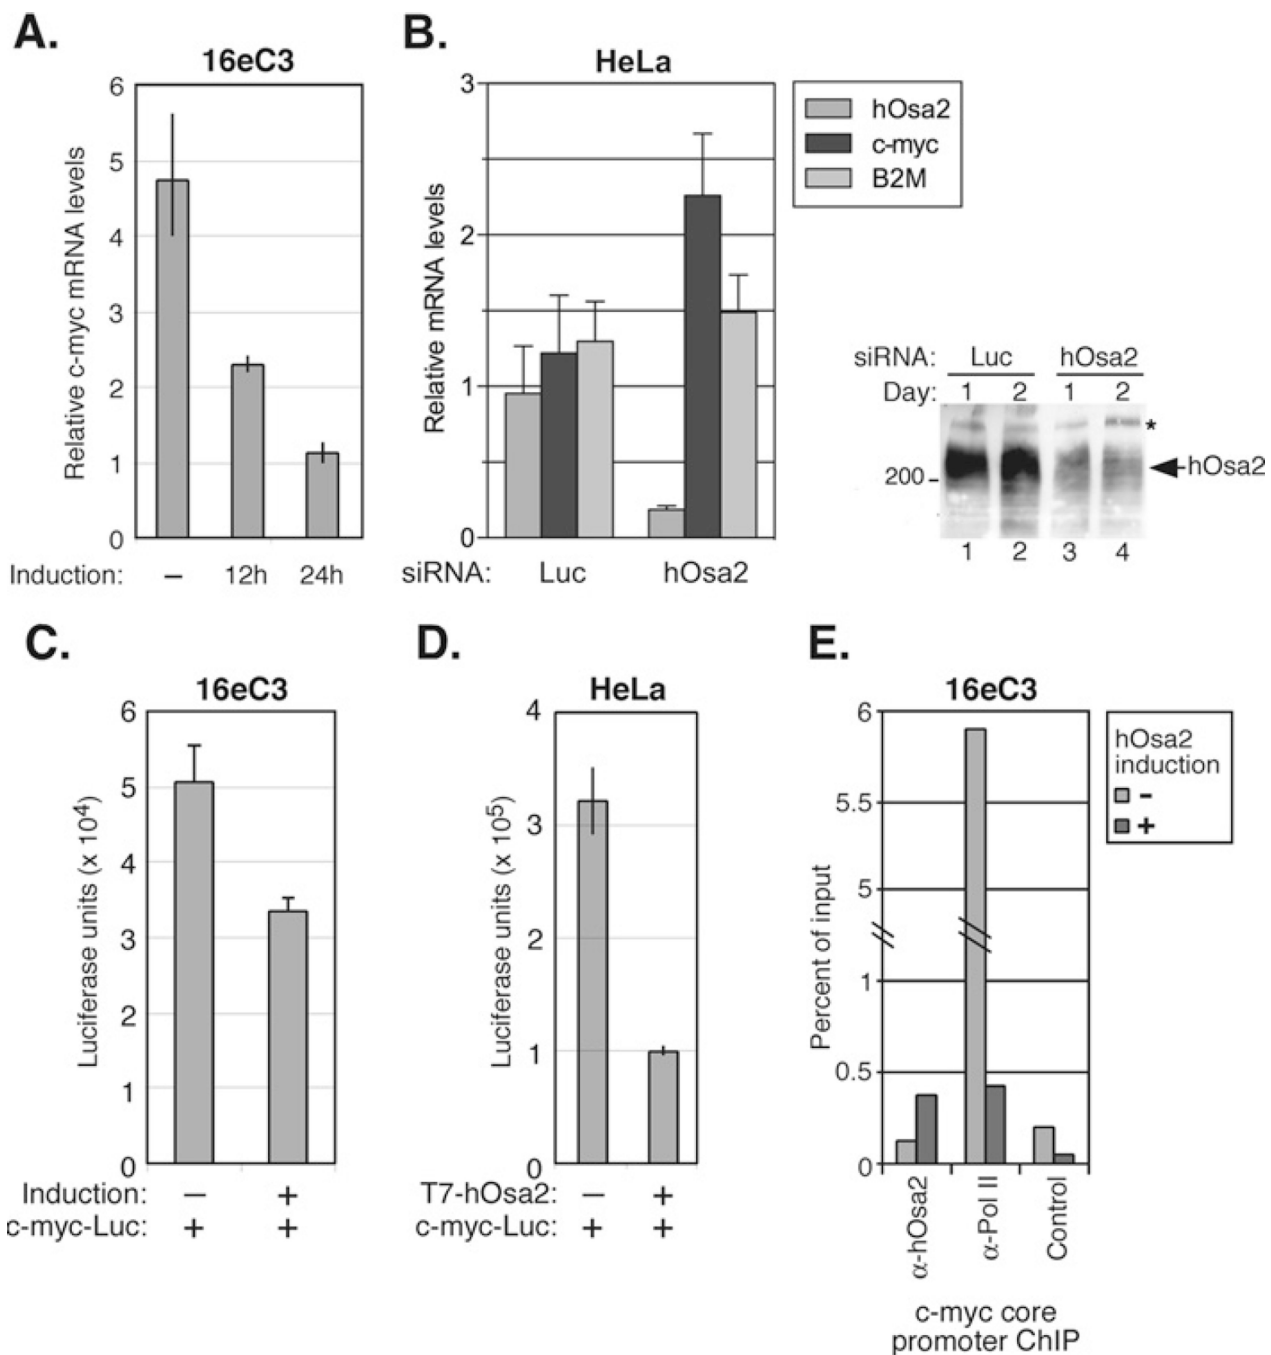 A.
16eC3
Relative c-myc mRNA levels
6
5
4
3
2
1
0
Induction: – 12h 24h
B.
HeLa
Relative mRNA levels
3
2
1
0
siRNA: Luc hOsa2
hOsa2
c-myc
B2M
siRNA: Luc hOsa2
Day: 1 2 1 2
*
hOsa2
200
1 2 3 4
C.
16eC3
Luciferase units (x 10⁴)
6
5
4
3
2
1
0
Induction: – +
c-myc-Luc: + +
D.
HeLa
Luciferase units (x 10⁵)
4
3
2
1
0
T7-hOsa2: – +
c-myc-Luc: + +
E.
16eC3
Percent of input
6
5.5
5
1
0.5
0
α-hOsa2
α-Pol II
Control
c-myc core
promoter ChIP
hOsa2
induction
–
+